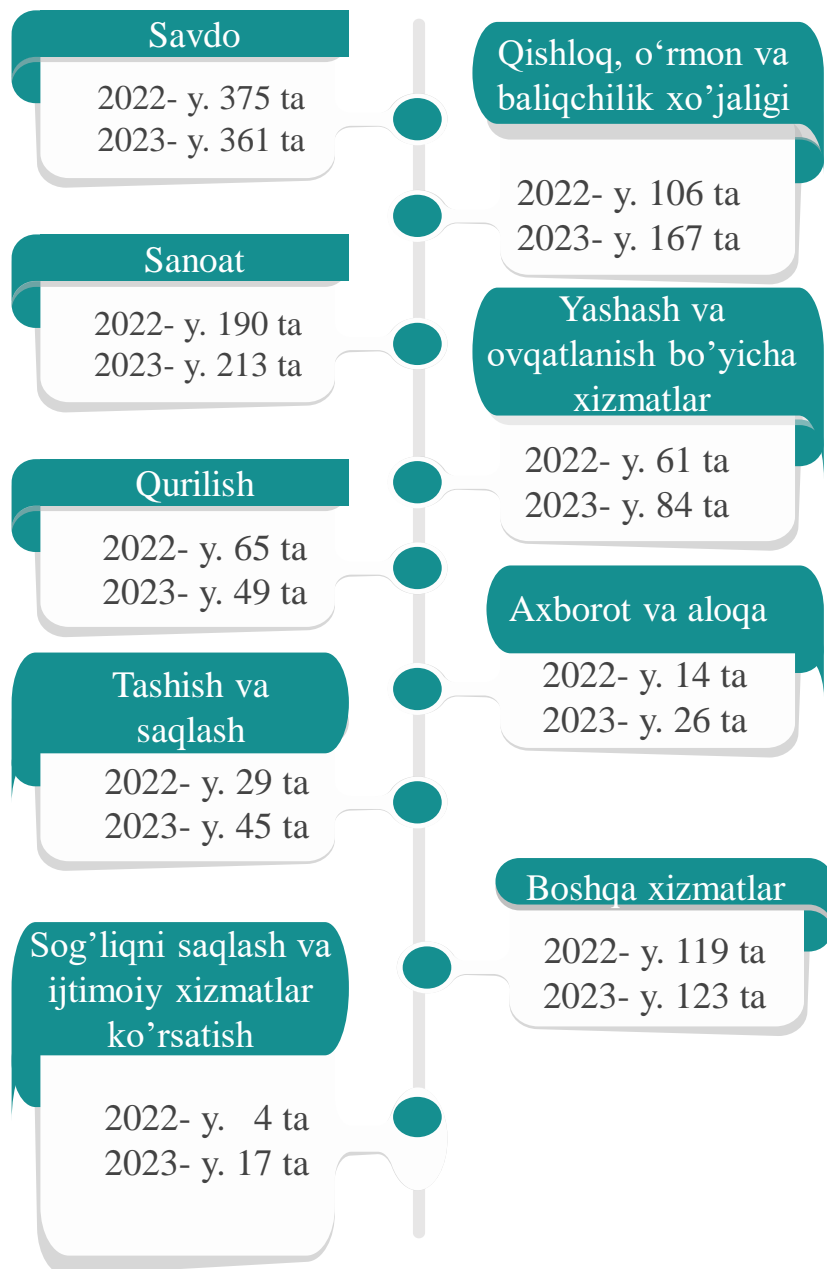 Savdo
2022- y. 375 ta
2023- y. 361 ta
Qishloq, o‘rmon va
baliqchilik xo’jaligi
2022- y. 106 ta
2023- y. 167 ta
Sanoat
2022- y. 190 ta
2023- y. 213 ta
Yashash va
ovqatlanish bo’yicha
xizmatlar
2022- y. 61 ta
2023- y. 84 ta
Qurilish
2022- y. 65 ta
2023- y. 49 ta
Axborot va aloqa
2022- y. 14 ta
2023- y. 26 ta
Tashish va
saqlash
2022- y. 29 ta
2023- y. 45 ta
Boshqa xizmatlar
2022- y. 119 ta
2023- y. 123 ta
Sog’liqni saqlash va
ijtimoiy xizmatlar
ko’rsatish
2022- y. 4 ta
2023- y. 17 ta